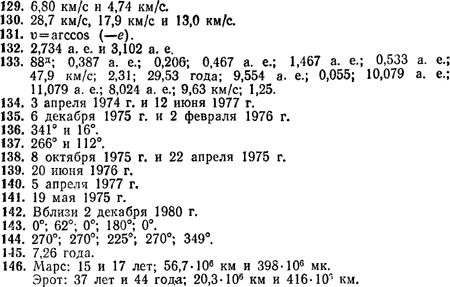 129. 6,80 км/с и 4,74 км/с.
130. 28,7 км/с, 17,9 км/с и 13,0 км/с.
131. υ=arccos (—e).
132. 2,734 а. е. и 3,102 а. е.
133. 88ᵈ; 0,387 а. е.; 0,206; 0,467 а. е.; 1,467 а. е.; 0,533 а. е.;
47,9 км/с; 2,31; 29,53 года; 9,554 а. е.; 0,055; 10,079 а. е.;
11,079 а. е.; 8,024 а. е.; 9,63 км/с; 1,25.
134. 3 апреля 1974 г. и 12 июня 1977 г.
135. 6 декабря 1975 г. и 2 февраля 1976 г.
136. 341° и 16°.
137. 266° и 112°.
138. 8 октября 1975 г. и 22 апреля 1975 г.
139. 20 июня 1976 г.
140. 5 апреля 1977 г.
141. 19 мая 1975 г.
142. Вблизи 2 декабря 1980 г.
143. 0°; 62°; 0°; 180°; 0°.
144. 270°; 270°; 225°; 270°; 349°.
145. 7,26 года.
146. Марс: 15 и 17 лет; 56,7·10⁶ км и 398·10⁶ мк.
Эрот: 37 лет и 44 года; 20,3·10⁶ км и 416·10⁶ км.